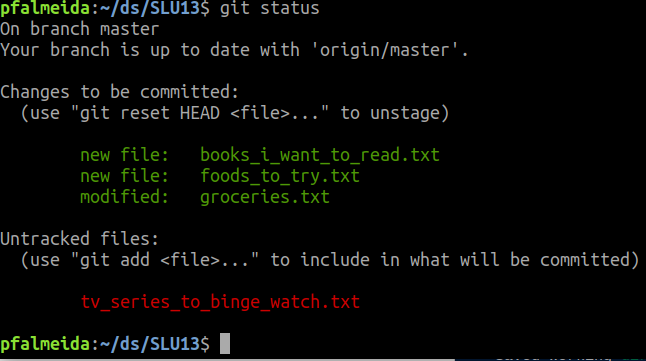 pfalmeida:~/ds/SLU13$ git status
On branch master
Your branch is up to date with 'origin/master'.
Changes to be committed:
(use "git reset HEAD <file>..." to unstage)
new file: books_i_want_to_read.txt
new file: foods_to_try.txt
modified: groceries.txt
Untracked files:
(use "git add <file>..." to include in what will be committed)
tv_series_to_binge_watch.txt
pfalmeida:~/ds/SLU13$